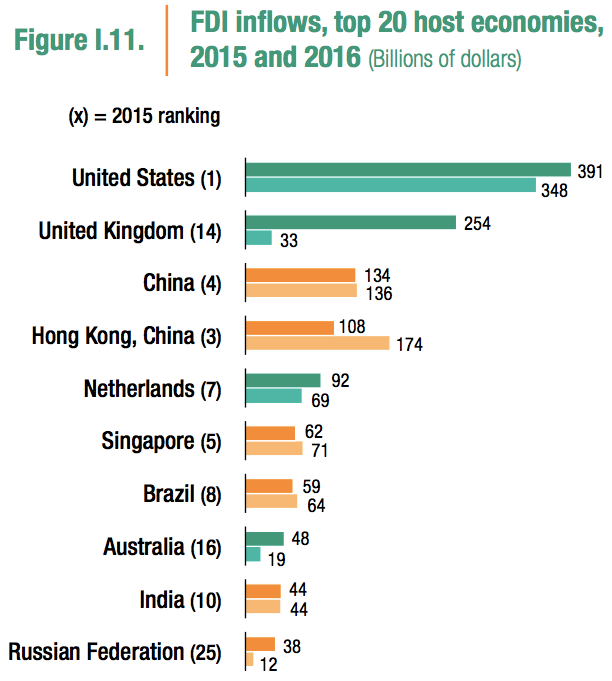 Figure I.11.
FDI inflows, top 20 host economies,
2015 and 2016 (Billions of dollars)
(x) = 2015 ranking
United States (1)
391
348
United Kingdom (14)
254
33
China (4)
134
136
Hong Kong, China (3)
108
174
Netherlands (7)
92
69
Singapore (5)
62
71
Brazil (8)
59
64
Australia (16)
48
19
India (10)
44
44
Russian Federation (25)
38
12